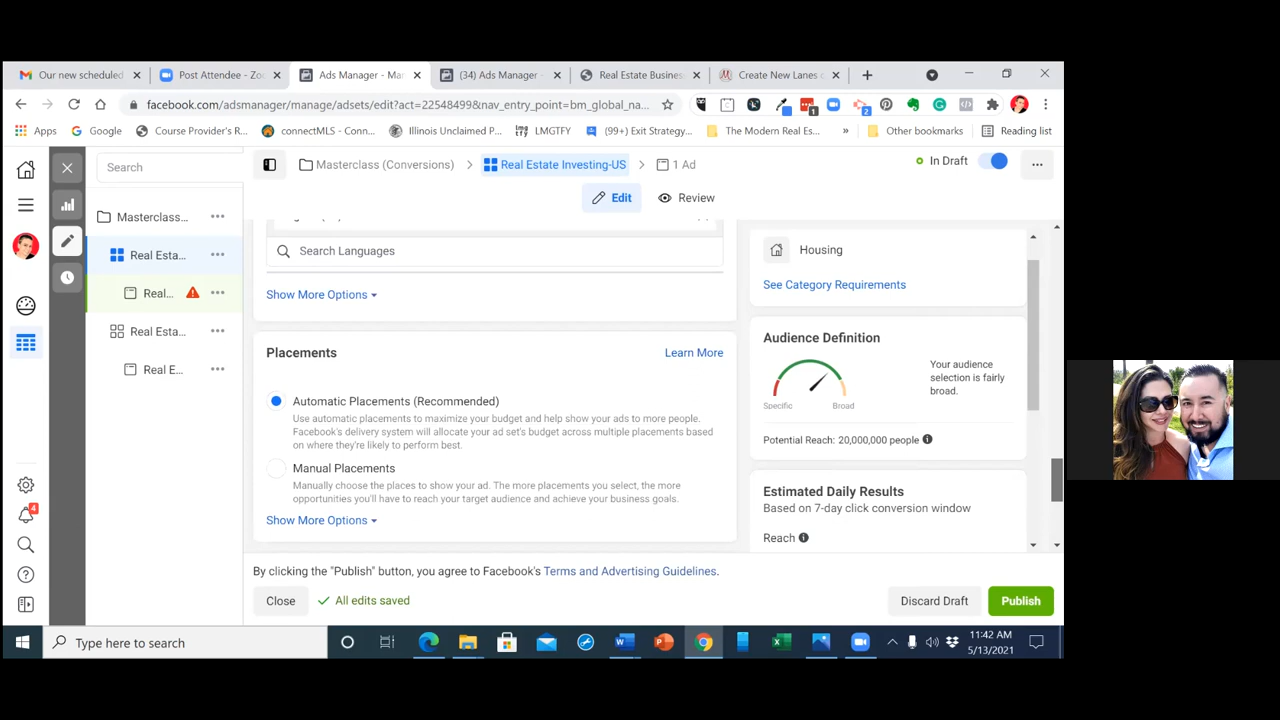 Our new scheduled
Post Attendee - Zo
Ads Manager - Ma
(34) Ads Manager -
Real Estate Busines
Create New Lanes c
facebook.com/adsmanager/manage/adsets/edit?act=22548499&nav_entry_point=bm_global_na...
1
2
Apps
Google
Course Provider's R...
connectMLS - Conn...
Illinois Unclaimed P...
LMGTFY
(99+) Exit Strategy...
The Modern Real Es...
»
Other bookmarks
Reading list
Search
Masterclass (Conversions)
Real Estate Investing-US
1 Ad
In Draft
Edit
Review
Masterclass...
Real Esta...
Real...
Real Esta...
Real E...
4
Search Languages
Show More Options
Placements
Learn More
Automatic Placements (Recommended)
Use automatic placements to maximize your budget and help show your ads to more people.
Facebook's delivery system will allocate your ad set's budget across multiple placements based
on where they're likely to perform best.
Manual Placements
Manually choose the places to show your ad. The more placements you select, the more
opportunities you'll have to reach your target audience and achieve your business goals.
Show More Options
Housing
See Category Requirements
Audience Definition
Specific
Broad
Your audience
selection is fairly
broad.
Potential Reach: 20,000,000 people
Estimated Daily Results
Based on 7-day click conversion window
Reach
By clicking the "Publish" button, you agree to Facebook's Terms and Advertising Guidelines.
Close
All edits saved
Discard Draft
Publish
Type here to search
11:42 AM
5/13/2021